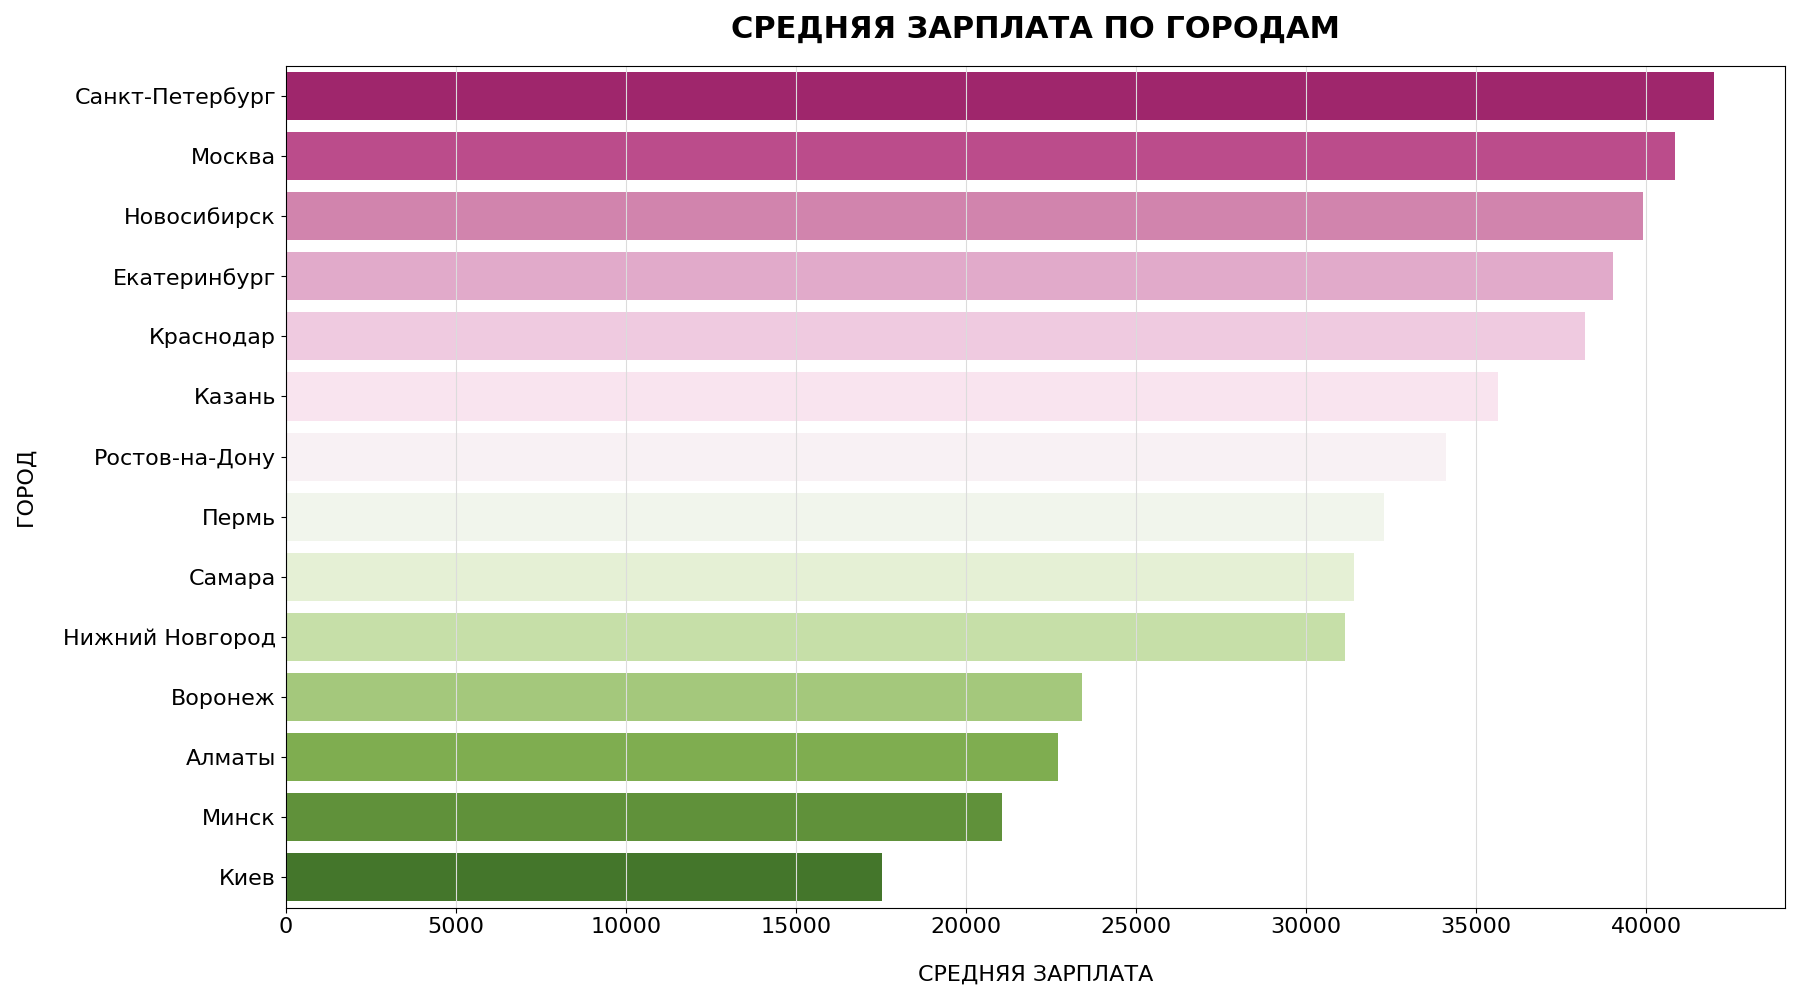 СРЕДНЯЯ ЗАРПЛАТА ПО ГОРОДАМ
Санкт-Петербург
Москва
Новосибирск
Екатеринбург
Краснодар
Казань
Ростов-на-Дону
Пермь
Самара
Нижний Новгород
Воронеж
Алматы
Минск
Киев
ГОРОД
0 5000 10000 15000 20000 25000 30000 35000 40000
СРЕДНЯЯ ЗАРПЛАТА